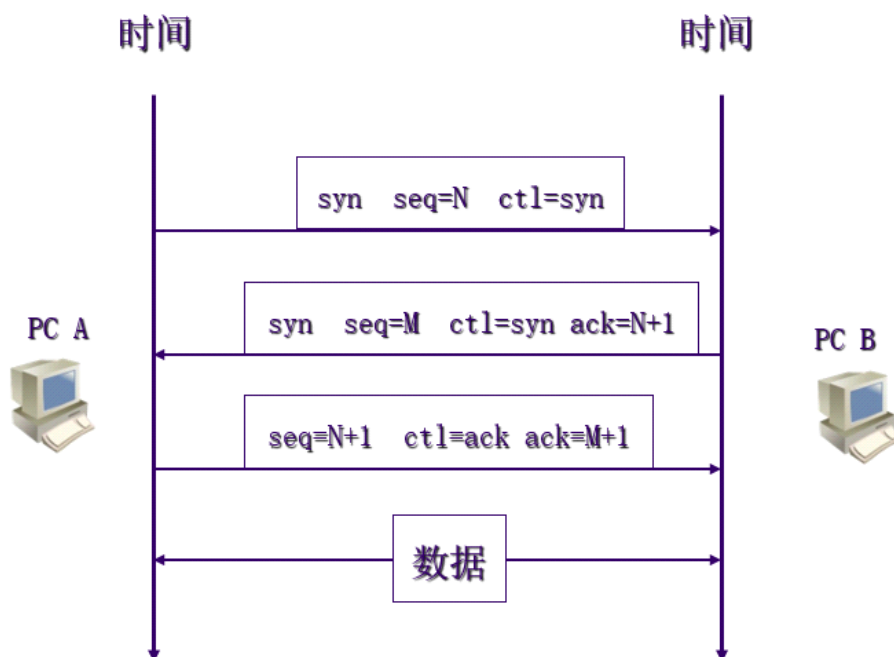 时间
时间
syn seq=N ctl=syn
syn seq=M ctl=syn ack=N+1
PC A
PC B
seq=N+1 ctl=ack ack=M+1
数据